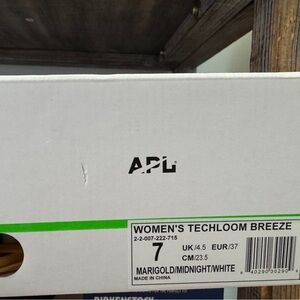 APL
WOMEN'S TECHLOOM BREEZE
2-2-007-222-715
7
UK/4.5 EUR/37
CM/23.5
MARIGOLD/MIDNIGHT/WHITE
MADE IN CHINA
BIRKENSTOCK